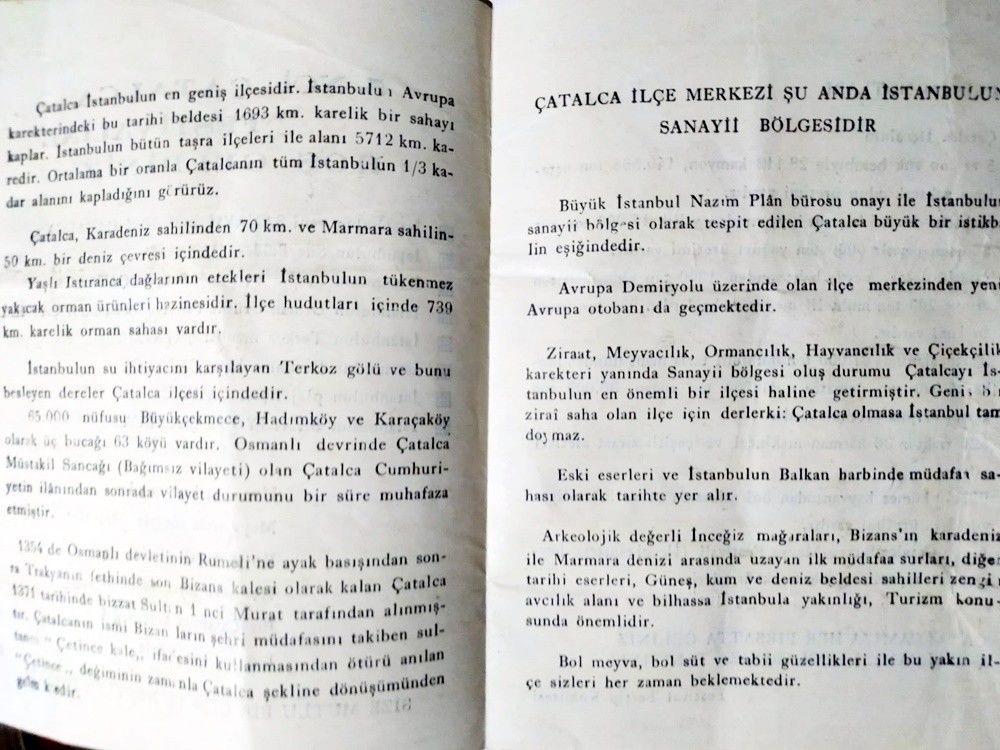 Çatalca İstanbulun en geniş ilçesidir. İstanbulu ı Avrupa
karekterindeki bu tarihi beldesi 1693 km. karelik bir sahayı
kaplar. İstanbulun bütün taşra ilçeleri ile alanı 5712 km. ka-
redir. Ortalama bir oranla Çatalcanın tüm İstanbulun 1/3 ka-
dar alanını kapladığını görürüz.
Çatalca, Karadeniz sahilinden 70 km. ve Marmara sahilin-
50 km. bir deniz çevresi içindedir.
Yaşlı Istıranca dağlarının etekleri İstanbulun tükenmez
yakacak orman ürünleri hazinesidir. İlçe hudutları içinde 739
km. karelik orman sahası vardır.
İstanbulun su ihtiyacını karşılayan Terkoz gölü ve bunu
besleyen dereler Çatalca ilçesi içindedir.
65.000 nüfusu Büyükçekmece, Hadımköy ve Karaçaköy
olarak üç bucağı 63 köyü vardır. Osmanlı devrinde Çatalca
Müstakil Sancağı (Bağımsız vilayeti) olan Çatalca Cumhuri-
yetin ilânından sonrada vilayet durumunu bir süre muhafaza
etmiştir.
1354 de Osmanlı devletinin Rumeli'ne ayak basışından son-
ra Trakyanın fethinde son Bizans kalesi olarak kalan Çatalca
1371 tarihinde bizzat Sultan 1 nci Murat tarafından alınmış-
tır. Çatalcanın ismi Bizan ların şehri müdafasını takiben sul-
tanın "Çetince kale,, ifadesini kullanmasından ötürü anılan
"Çetince,, değiminin zamanla Çatalca şekline dönüşümünden
gelmektedir.
ÇATALCA İLÇE MERKEZİ ŞU ANDA İSTANBULUN
SANAYİİ BÖLGESİDİR
Büyük İstanbul Nazım Plân bürosu onayı ile İstanbulun
sanayii bölgesi olarak tespit edilen Çatalca büyük bir istikb
lin eşiğindedir.
Avrupa Demiryolu üzerinde olan ilçe merkezinden yeni
Avrupa otobanı da geçmektedir.
Ziraat, Meyvacılık, Ormancılık, Hayvancılık ve Çiçekçilik
karekteri yanında Sanayii bölgesi oluş durumu Çatalcayı İs-
tanbulun en önemli bir ilçesi haline getirmiştir. Geniş bir
ziraî saha olan ilçe için derlerki: Çatalca olmasa İstanbul tam
doymaz.
Eski eserleri ve İstanbulun Balkan harbinde müdafaa sa-
hası olarak tarihte yer alır.
Arkeolojik değerli İnceğiz mağaraları, Bizans'ın karadeniz
ile Marmara denizi arasında uzayan ilk müdafaa surları, diğer
tarihi eserleri, Güneş, kum ve deniz beldesi sahilleri zengin
avcılık alanı ve bilhassa İstanbula yakınlığı, Turizm konu-
sunda önemlidir.
Bol meyva, bol süt ve tabii güzellikleri ile bu yakın il-
çe sizleri her zaman beklemektedir.